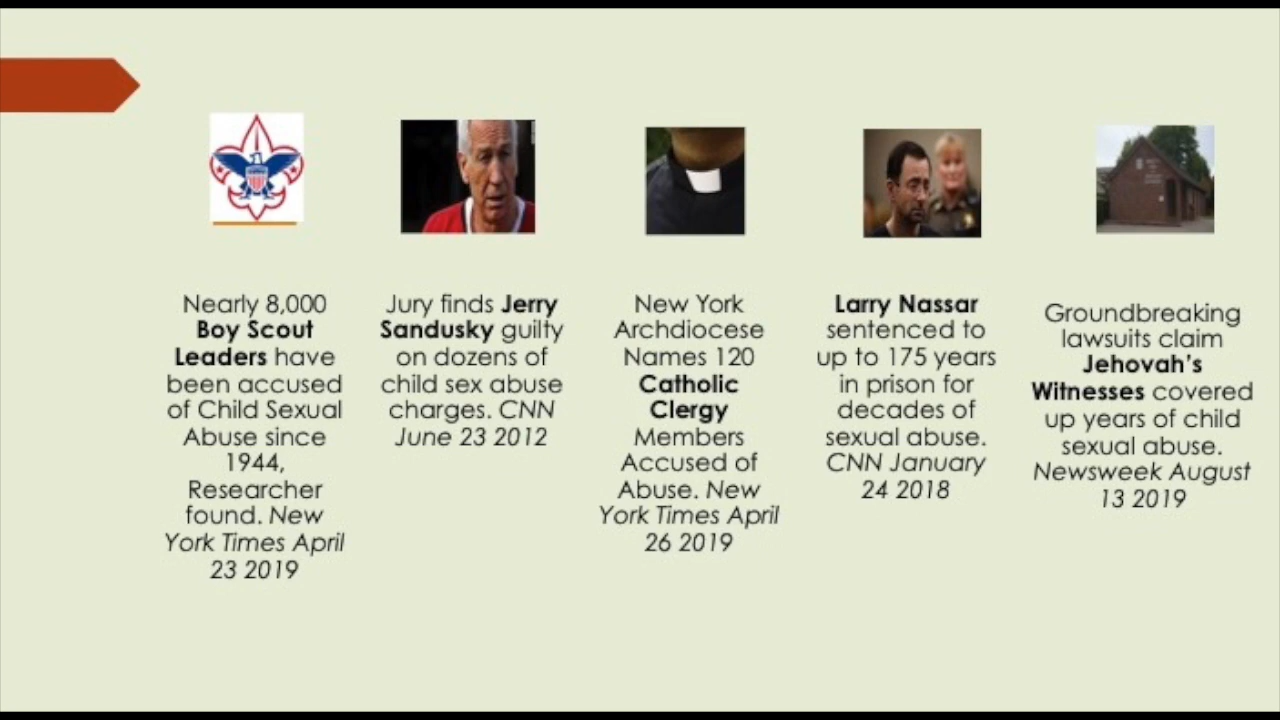 Nearly 8,000
Boy Scout
Leaders have
been accused
of Child Sexual
Abuse since
1944,
Researcher
found. New
York Times April
23 2019
Jury finds Jerry
Sandusky guilty
on dozens of
child sex abuse
charges. CNN
June 23 2012
New York
Archdiocese
Names 120
Catholic
Clergy
Members
Accused of
Abuse. New
York Times April
26 2019
Larry Nassar
sentenced to
up to 175 years
in prison for
decades of
sexual abuse.
CNN January
24 2018
Groundbreaking
lawsuits claim
Jehovah's
Witnesses covered
up years of child
sexual abuse.
Newsweek August
13 2019